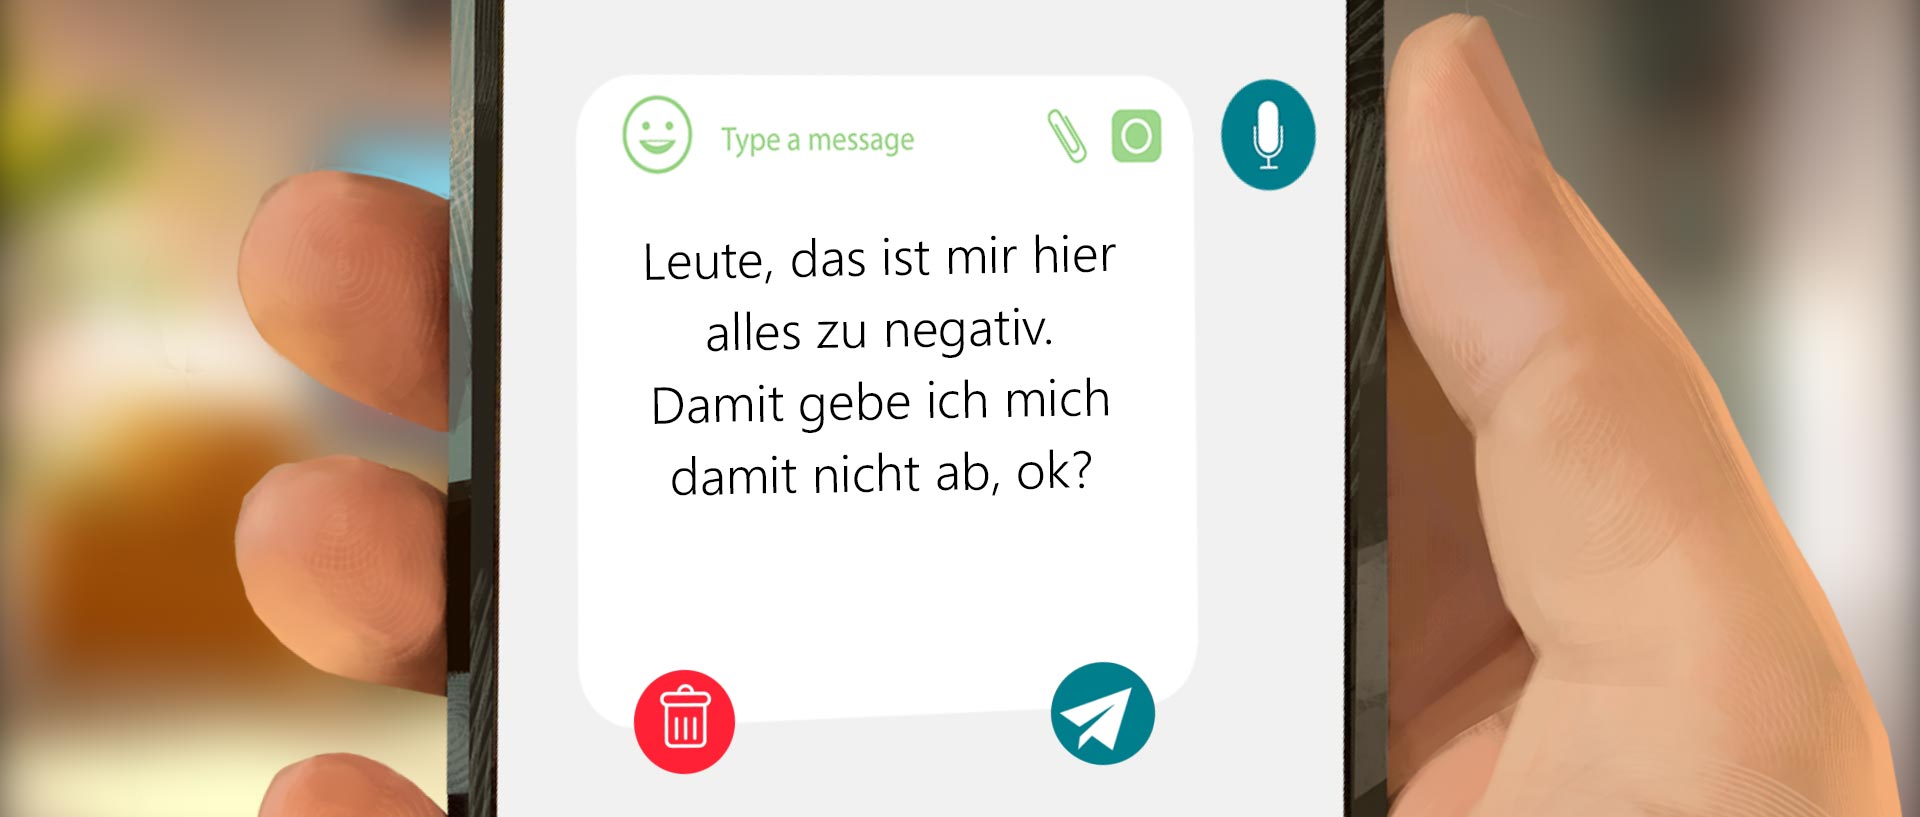 Type a message
Leute, das ist mir hier
alles zu negativ.
Damit gebe ich mich
damit nicht ab, ok?